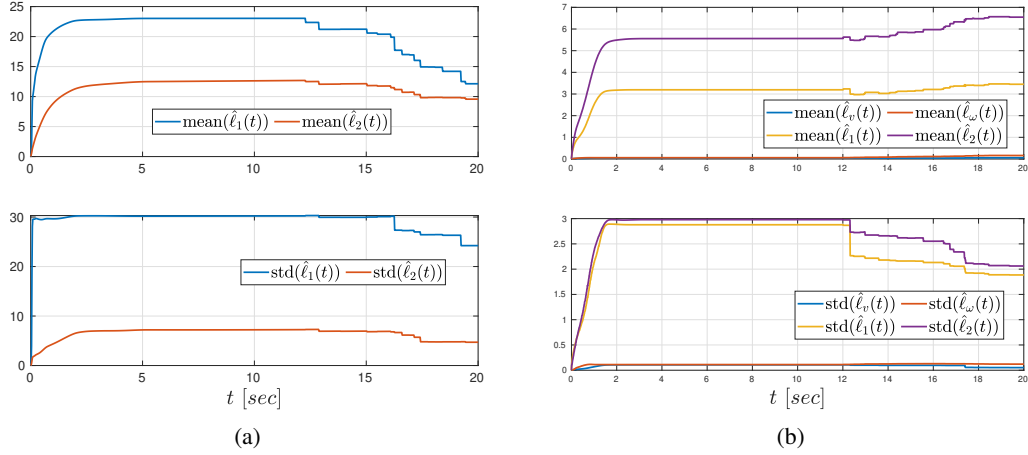 25
20
15
10
5
0
mean(ℓ̂₁(t)) mean(ℓ̂₂(t))
0 5 10 15 20
30
20
10
0
std(ℓ̂₁(t)) std(ℓ̂₂(t))
0 5 10 15 20
t [sec]
(a)
7
6
5
4
3
2
1
0
mean(ℓ̂ᵥ(t)) mean(ℓ̂_ω(t))
mean(ℓ̂₁(t)) mean(ℓ̂₂(t))
0 2 4 6 8 10 12 14 16 18 20
3
2.5
2
1.5
1
0.5
0
std(ℓ̂ᵥ(t)) std(ℓ̂_ω(t))
std(ℓ̂₁(t)) std(ℓ̂₂(t))
0 2 4 6 8 10 12 14 16 18 20
t [sec]
(b)